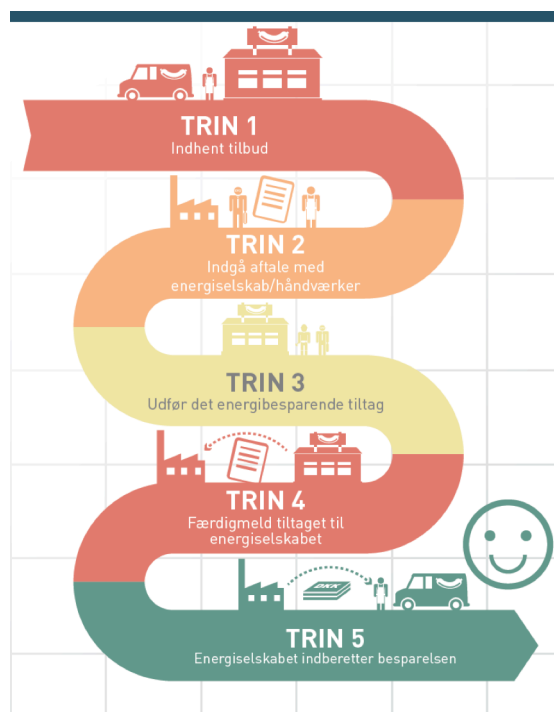 TRIN 1
Indhent tilbud
TRIN 2
Indgå aftale med
energiselskab/håndværker
TRIN 3
Udfør det energibesparende tiltag
TRIN 4
Færdigmeld tiltaget til
energiselskabet
DKK
TRIN 5
Energiselskabet indberetter besparelsen